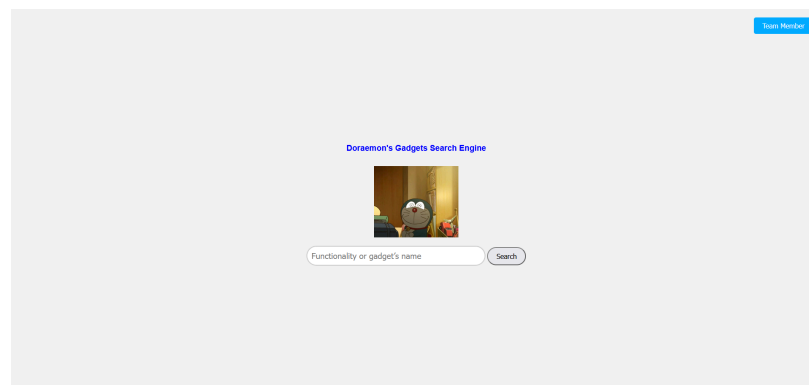 Team Member
Doraemon's Gadgets Search Engine
Functionality or gadget's name
Search